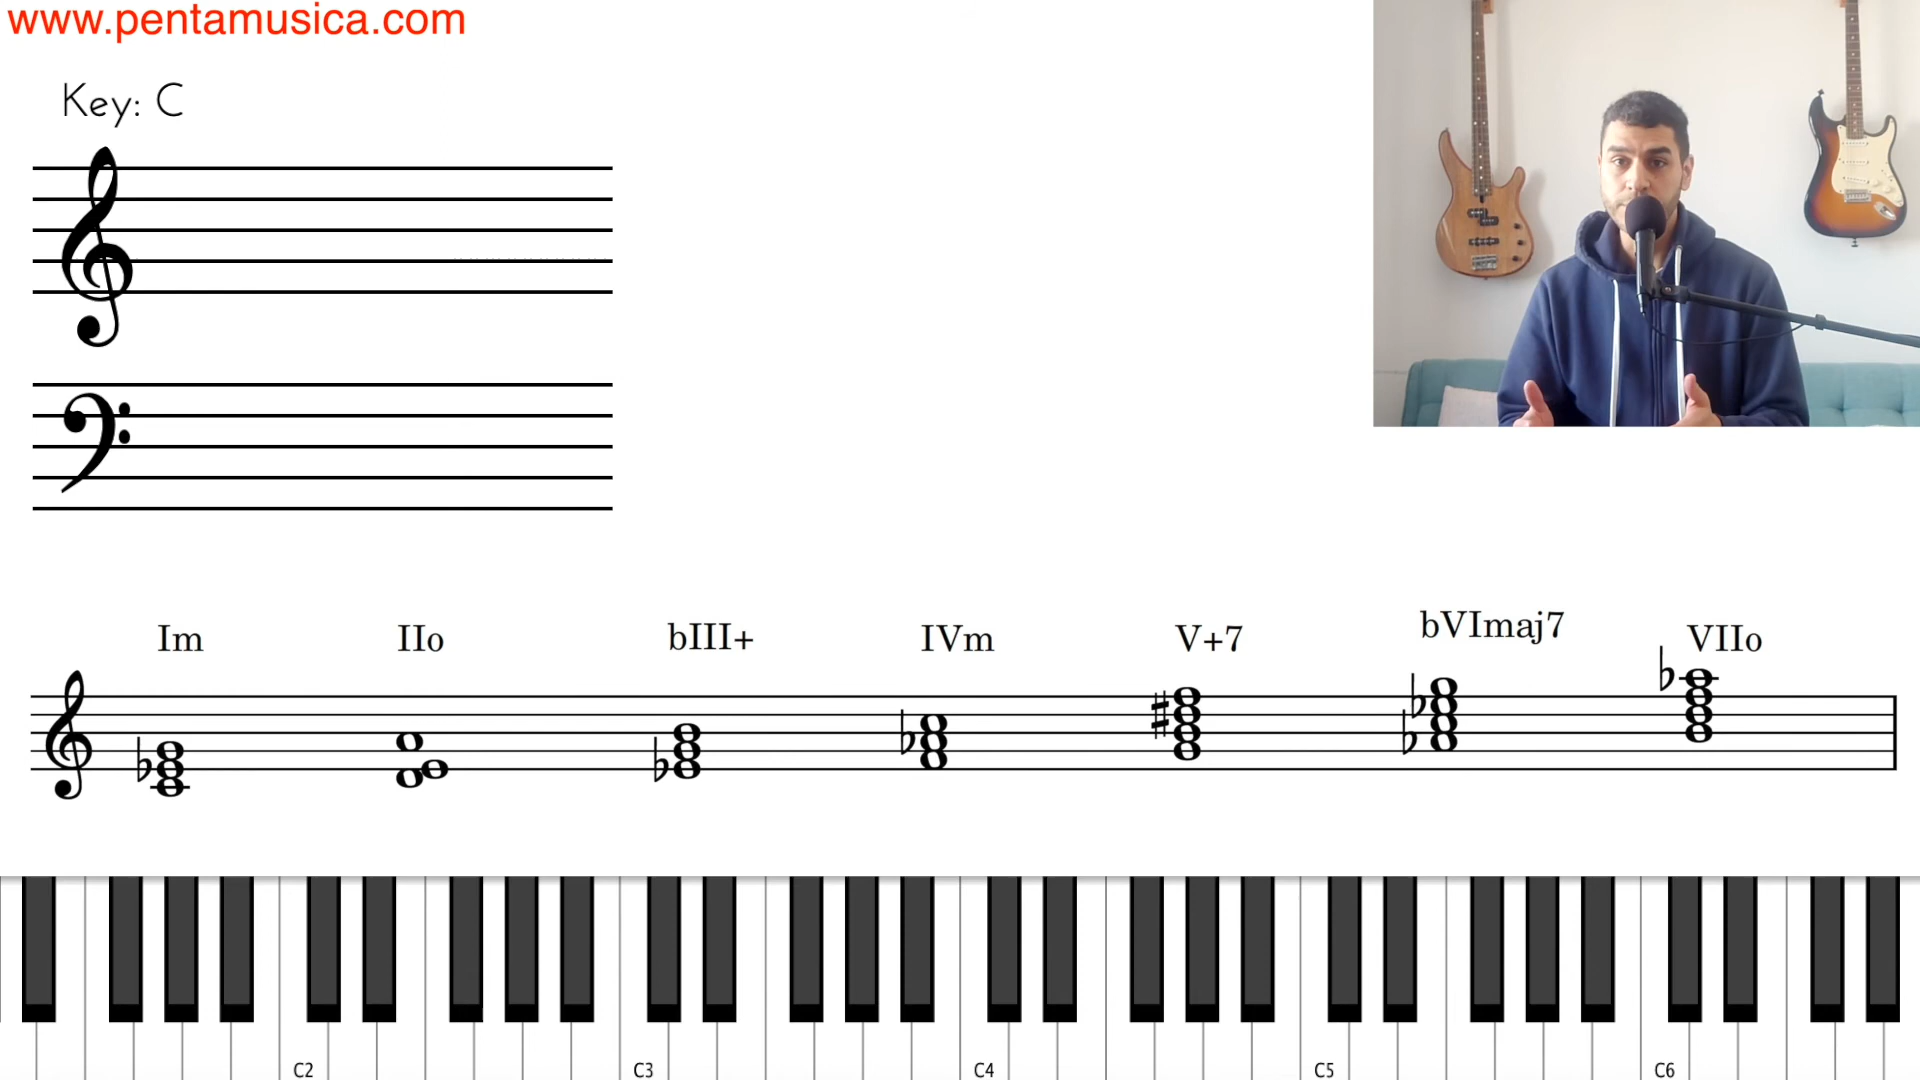 www.pentamusica.com
Key: C
Im IIo bIII+ IVm V+7 bVImaj7 VIIo
C2 C3 C4 C5 C6